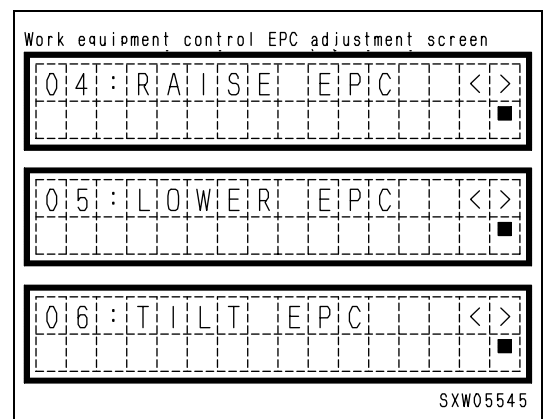 Work equipment control EPC adjustment screen
04:RAISE EPC <>
■
05:LOWER EPC <>
■
06:TILT EPC <>
■
SXW05545